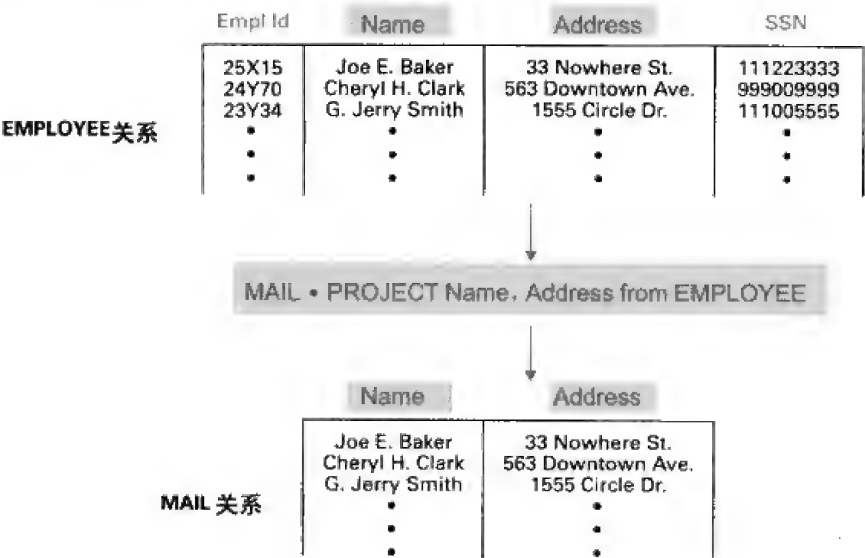 Empl Id Name Address SSN
25X15 Joe E. Baker 33 Nowhere St. 111223333
24Y70 Cheryl H. Clark 563 Downtown Ave. 999009999
23Y34 G. Jerry Smith 1555 Circle Dr. 111005555
EMPLOYEE关系
MAIL • PROJECT Name, Address from EMPLOYEE
Name Address
Joe E. Baker 33 Nowhere St.
Cheryl H. Clark 563 Downtown Ave.
G. Jerry Smith 1555 Circle Dr.
MAIL 关系